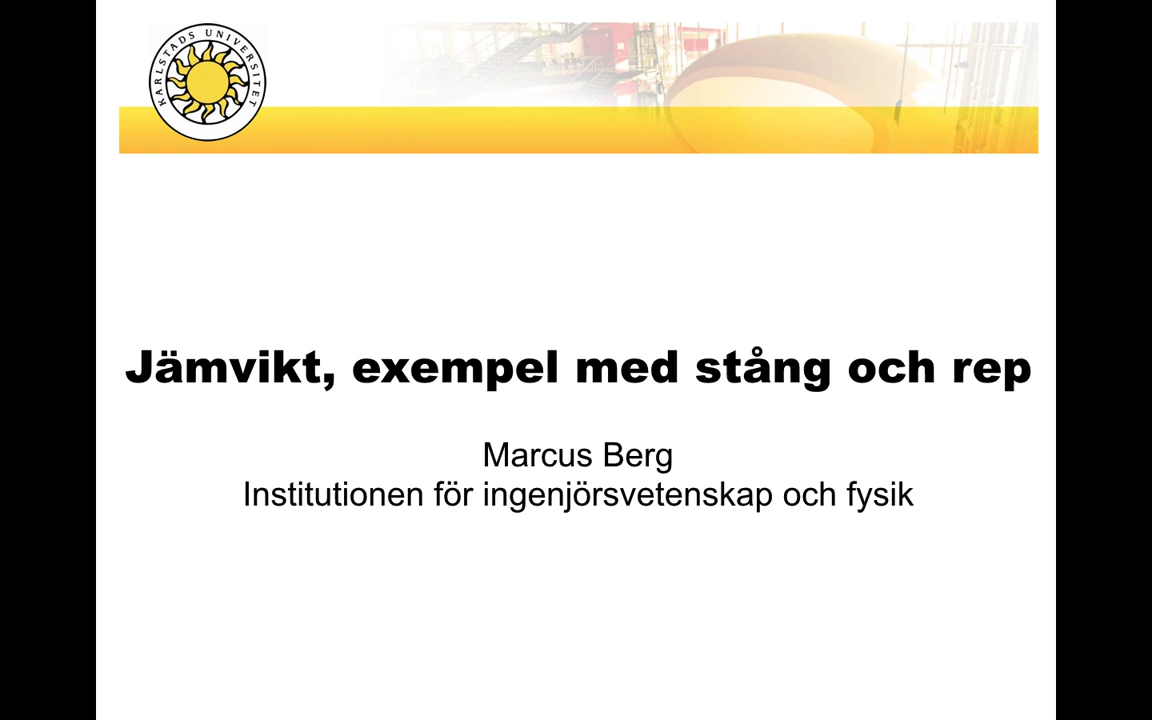 KARLSTADS UNIVERSITET
Jämvikt, exempel med stång och rep
Marcus Berg
Institutionen för ingenjörsvetenskap och fysik